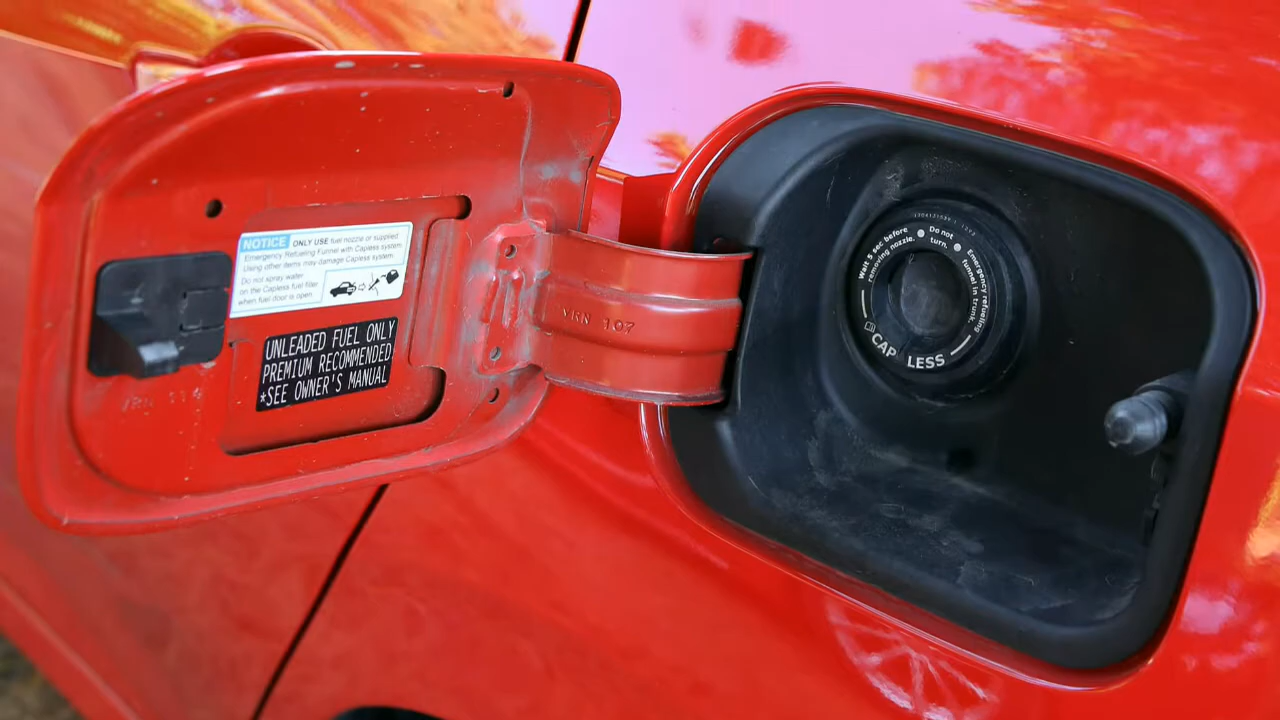 NOTICE ONLY USE fuel nozzle or supplied
Emergency Refueling Funnel with Capless system.
Using other items may damage Capless system.
Do not spray water
on the Capless fuel filler
when fuel door is open.
UNLEADED FUEL ONLY
PREMIUM RECOMMENDED
*SEE OWNER'S MANUAL
VRN 107
Wait 5 sec before
removing nozzle.
Do not
turn.
Emergency refueling
funnel in trunk.
CAP LESS